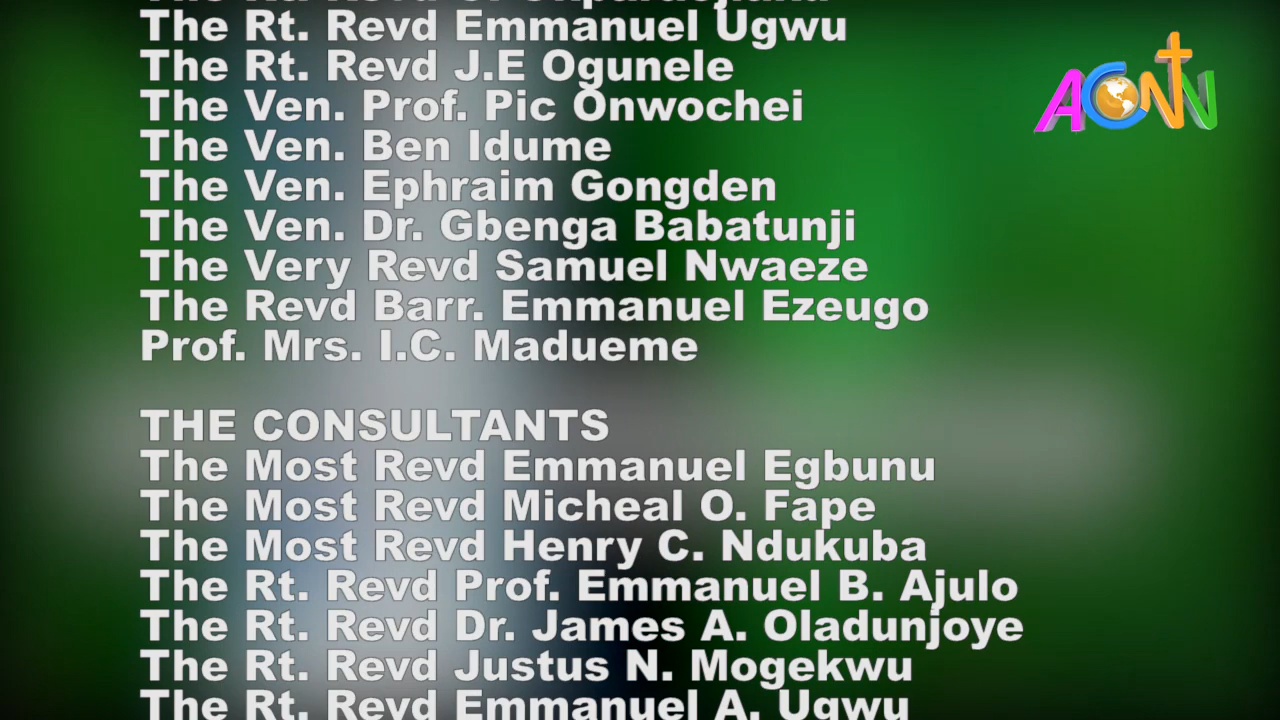 The Rt. Revd Emmanuel Ugwu
The Rt. Revd J.E Ogunele
The Ven. Prof. Pic Onwochei
The Ven. Ben Idume
The Ven. Ephraim Gongden
The Ven. Dr. Gbenga Babatunji
The Very Revd Samuel Nwaeze
The Revd Barr. Emmanuel Ezeugo
Prof. Mrs. I.C. Madueme
THE CONSULTANTS
The Most Revd Emmanuel Egbunu
The Most Revd Micheal O. Fape
The Most Revd Henry C. Ndukuba
The Rt. Revd Prof. Emmanuel B. Ajulo
The Rt. Revd Dr. James A. Oladunjoye
The Rt. Revd Justus N. Mogekwu
The Rt. Revd Emmanuel A. Ugwu
ACNTV